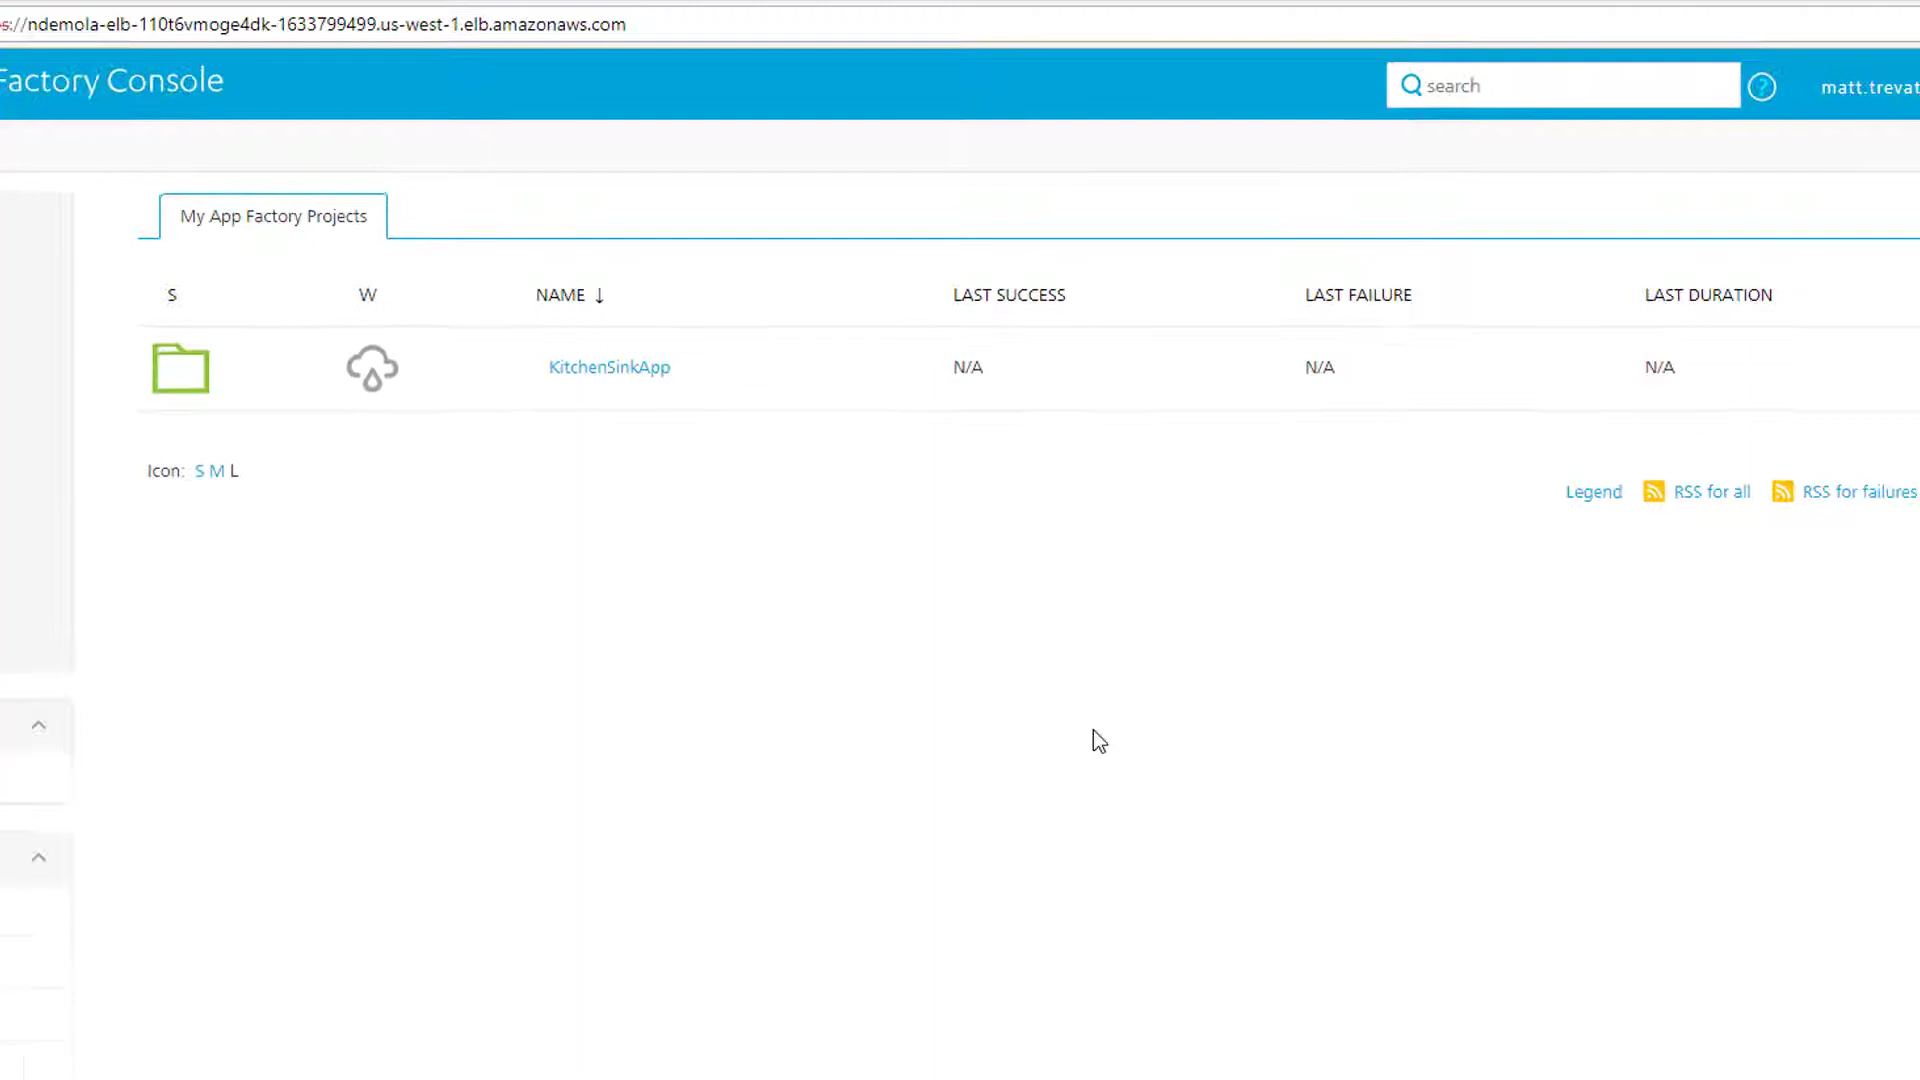 s://ndemola-elb-110t6vmoge4dk-1633799499.us-west-1.elb.amazonaws.com
Factory Console
search
?
matt.trevat
My App Factory Projects
S W NAME ↓ LAST SUCCESS LAST FAILURE LAST DURATION
KitchenSinkApp N/A N/A N/A
Icon: S M L
Legend RSS for all RSS for failures